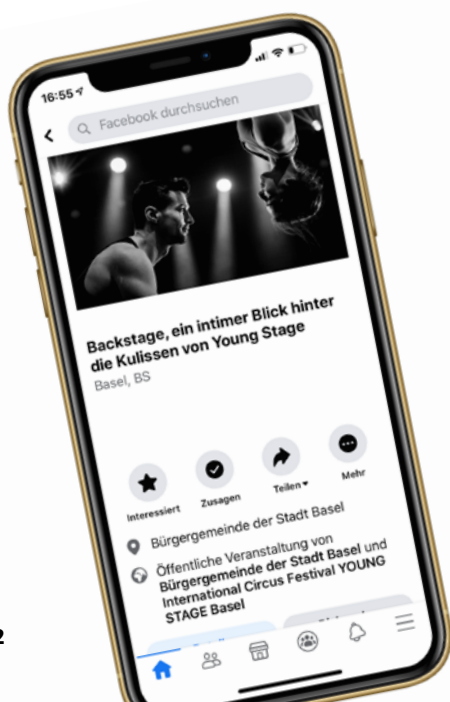 16:55
Facebook durchsuchen
Backstage, ein intimer Blick hinter
die Kulissen von Young Stage
Basel, BS
Interessiert
Zusagen
Teilen
Mehr
Bürgergemeinde der Stadt Basel
Öffentliche Veranstaltung von
Bürgergemeinde der Stadt Basel und
International Circus Festival YOUNG
STAGE Basel
2